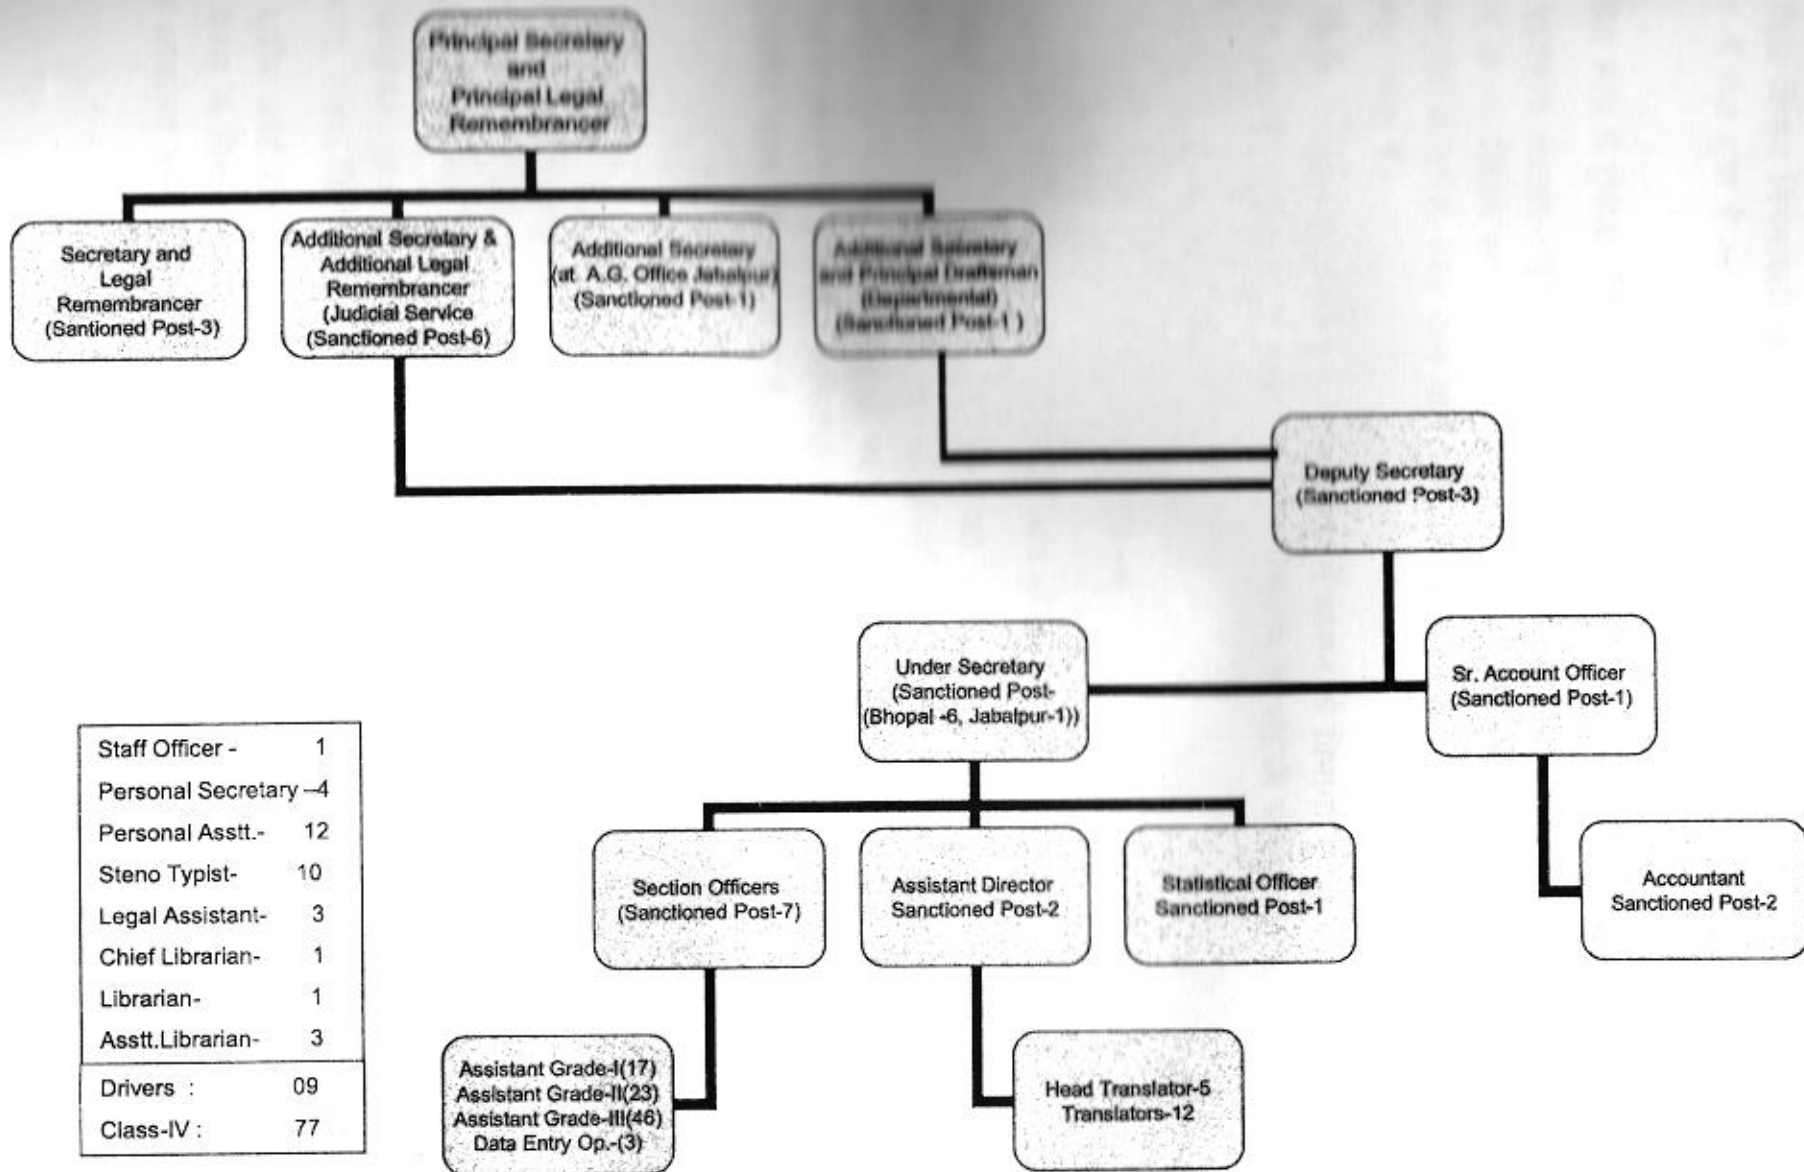 Principal Secretary
and
Principal Legal
Remembrancer
Secretary and
Legal
Remembrancer
(Santioned Post-3)
Additional Secretary &
Additional Legal
Remembrancer
(Judicial Service
(Sanctioned Post-6)
Additional Secretary
(at A.G. Office Jabalpur)
(Sanctioned Post-1)
Additional Secretary
and Principal Draftsman
(Departmental)
(Sanctioned Post-1 )
Deputy Secretary
(Sanctioned Post-3)
Under Secretary
(Sanctioned Post-
(Bhopal -6, Jabalpur-1))
Sr. Account Officer
(Sanctioned Post-1)
Section Officers
(Sanctioned Post-7)
Assistant Director
Sanctioned Post-2
Statistical Officer
Sanctioned Post-1
Accountant
Sanctioned Post-2
Assistant Grade-I(17)
Assistant Grade-II(23)
Assistant Grade-III(46)
Data Entry Op.-(3)
Head Translator-5
Translators-12
Staff Officer - 1
Personal Secretary –4
Personal Asstt.- 12
Steno Typist- 10
Legal Assistant- 3
Chief Librarian- 1
Librarian- 1
Asstt.Librarian- 3
Drivers : 09
Class-IV : 77